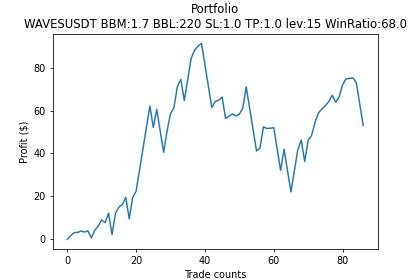 Portfolio
WAVESUSDT BBM:1.7 BBL:220 SL:1.0 TP:1.0 lev:15 WinRatio:68.0
Profit ($)
80
60
40
20
0
0 20 40 60 80
Trade counts